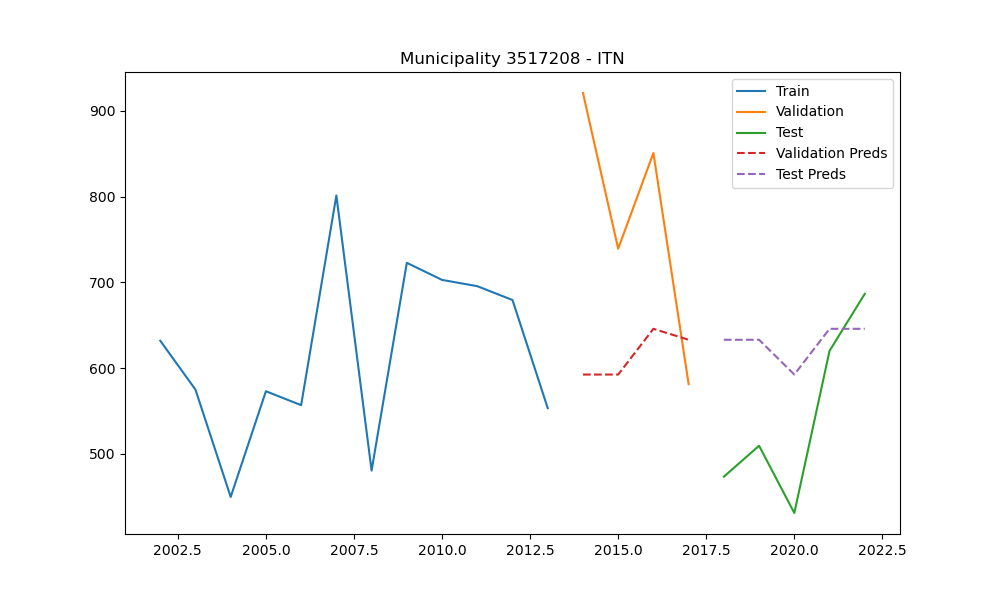 Municipality 3517208 - ITN
Train
Validation
Test
Validation Preds
Test Preds
900
800
700
600
500
2002.5 2005.0 2007.5 2010.0 2012.5 2015.0 2017.5 2020.0 2022.5